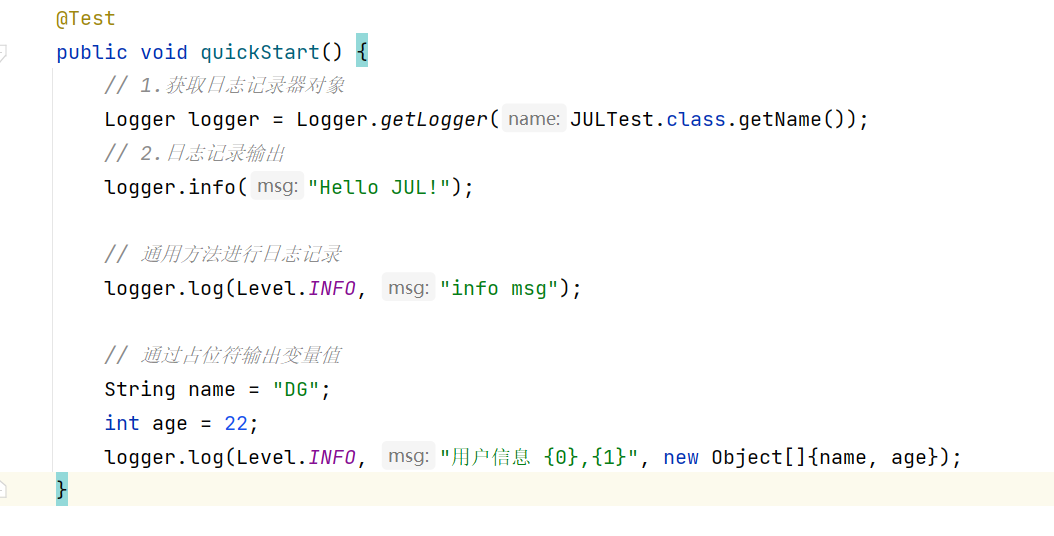 @Test
public void quickStart() {
// 1.获取日志记录器对象
Logger logger = Logger.getLogger( name: JULTest.class.getName());
// 2.日志记录输出
logger.info( msg: "Hello JUL!");
// 通用方法进行日志记录
logger.log(Level.INFO, msg: "info msg");
// 通过占位符输出变量值
String name = "DG";
int age = 22;
logger.log(Level.INFO, msg: "用户信息 {0},{1}", new Object[]{name, age});
}